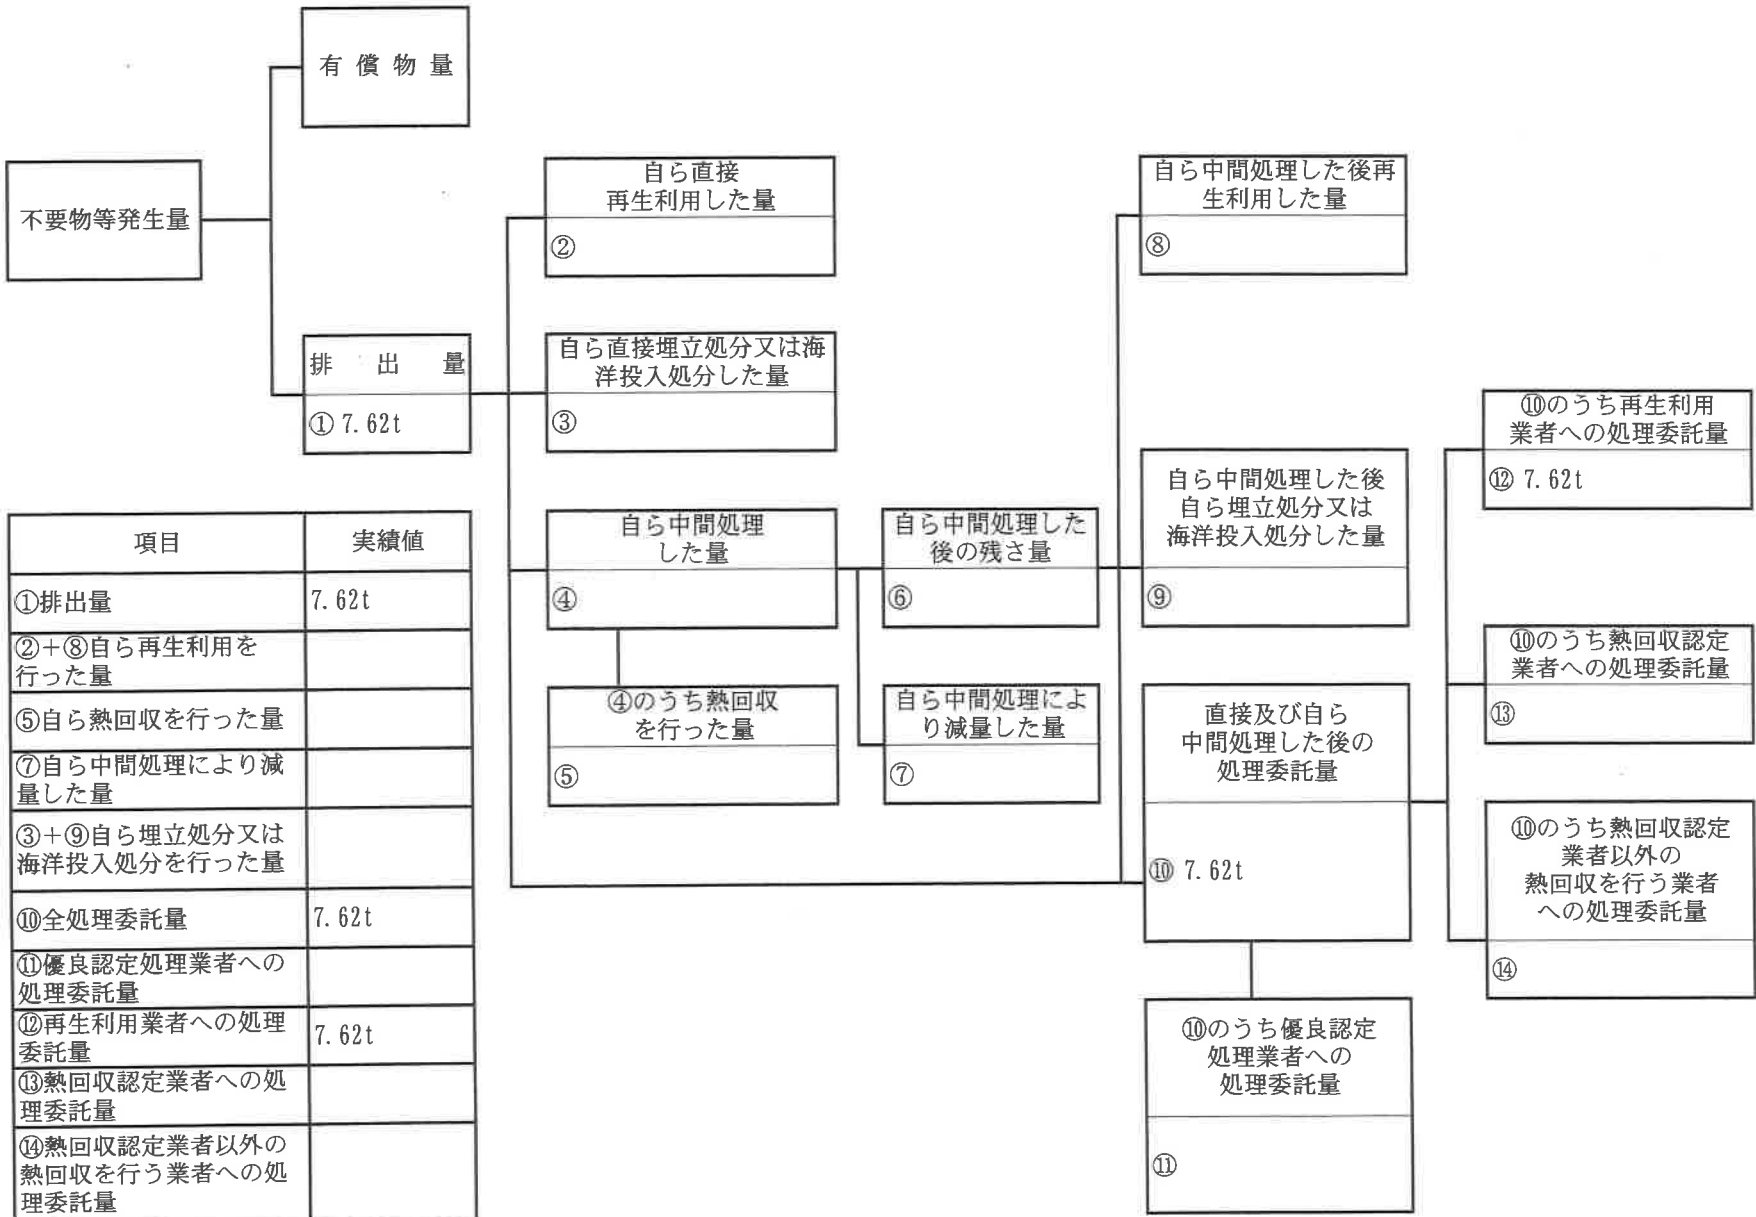 有償物量
不要物等発生量
排出量
① 7.62t
自ら直接
再生利用した量
②
自ら直接埋立処分又は海
洋投入処分した量
③
自ら中間処理
した量
④
④のうち熱回収
を行った量
⑤
自ら中間処理した
後の残さ量
⑥
自ら中間処理によ
り減量した量
⑦
自ら中間処理した後再
生利用した量
⑧
自ら中間処理した後
自ら埋立処分又は
海洋投入処分した量
⑨
直接及び自ら
中間処理した後の
処理委託量
⑩ 7.62t
⑩のうち優良認定
処理業者への
処理委託量
⑪
⑩のうち再生利用
業者への処理委託量
⑫ 7.62t
⑩のうち熱回収認定
業者への処理委託量
⑬
⑩のうち熱回収認定
業者以外の
熱回収を行う業者
への処理委託量
⑭
項目 実績値
①排出量 7.62t
②+⑧自ら再生利用を
行った量
⑤自ら熱回収を行った量
⑦自ら中間処理により減
量した量
③+⑨自ら埋立処分又は
海洋投入処分を行った量
⑩全処理委託量 7.62t
⑪優良認定処理業者への
処理委託量
⑫再生利用業者への処理
委託量 7.62t
⑬熱回収認定業者への処
理委託量
⑭熱回収認定業者以外の
熱回収を行う業者への処
理委託量